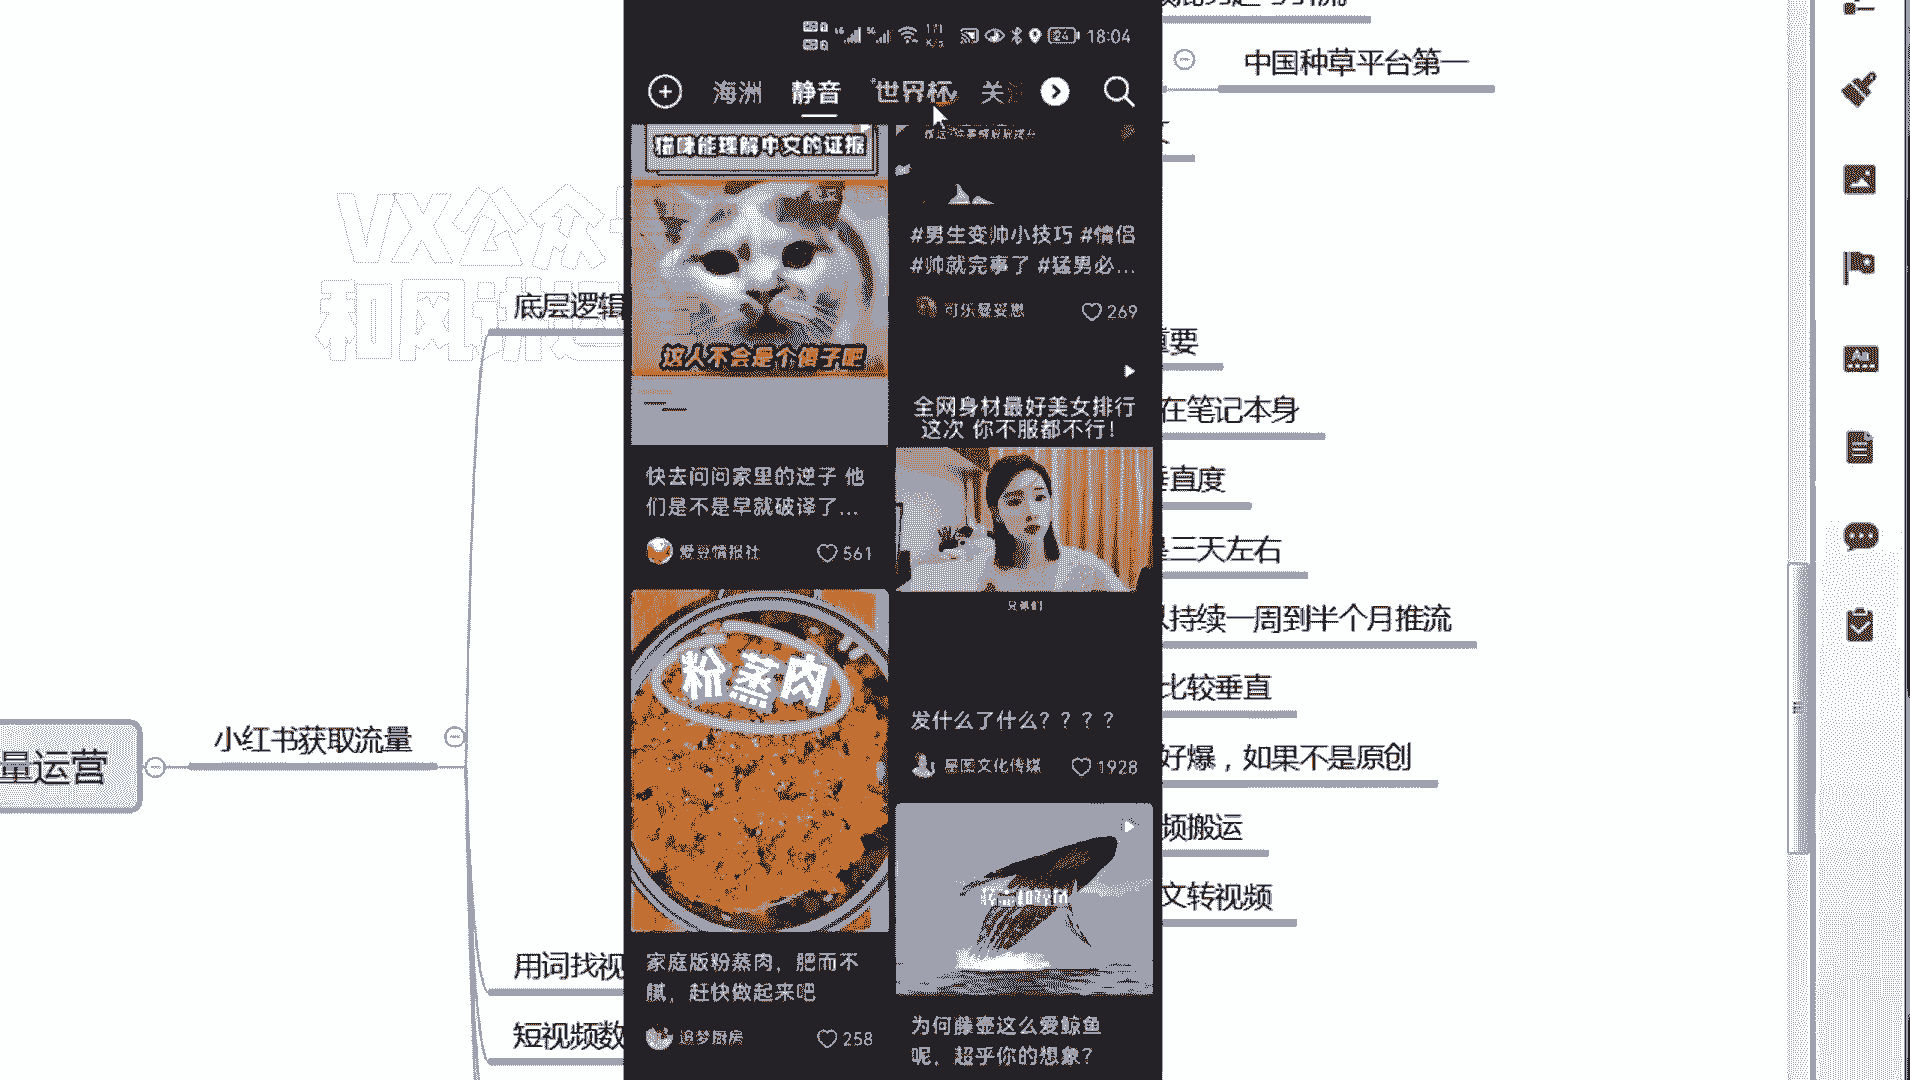 中国种草平台第一
VX公众
底层逻辑
重要
在笔记本身
垂直度
是三天左右
以持续一周到半个月推流
比较垂直
好爆，如果不是原创
频搬运
文转视频
量运营
小红书获取流量
用词找视
短视频数
18:04
海洲 静音 世界杯 关
猫咪能理解中文的证据
这人不会是个傻子吧
快去问问家里的逆子 他
们是不是早就破译了...
爱豆情报社 561
粉蒸肉
家庭版粉蒸肉，肥而不
腻，赶快做起来吧
追梦厨房 258
#男生变帅小技巧 #情侣
#帅就完事了 #猛男必...
269
全网身材最好美女排行
这次 你不服都不行！
兄弟们
发什么了什么？？？？
星图文化传媒 1928
为何藤壶这么爱鲸鱼
呢，超乎你的想象？